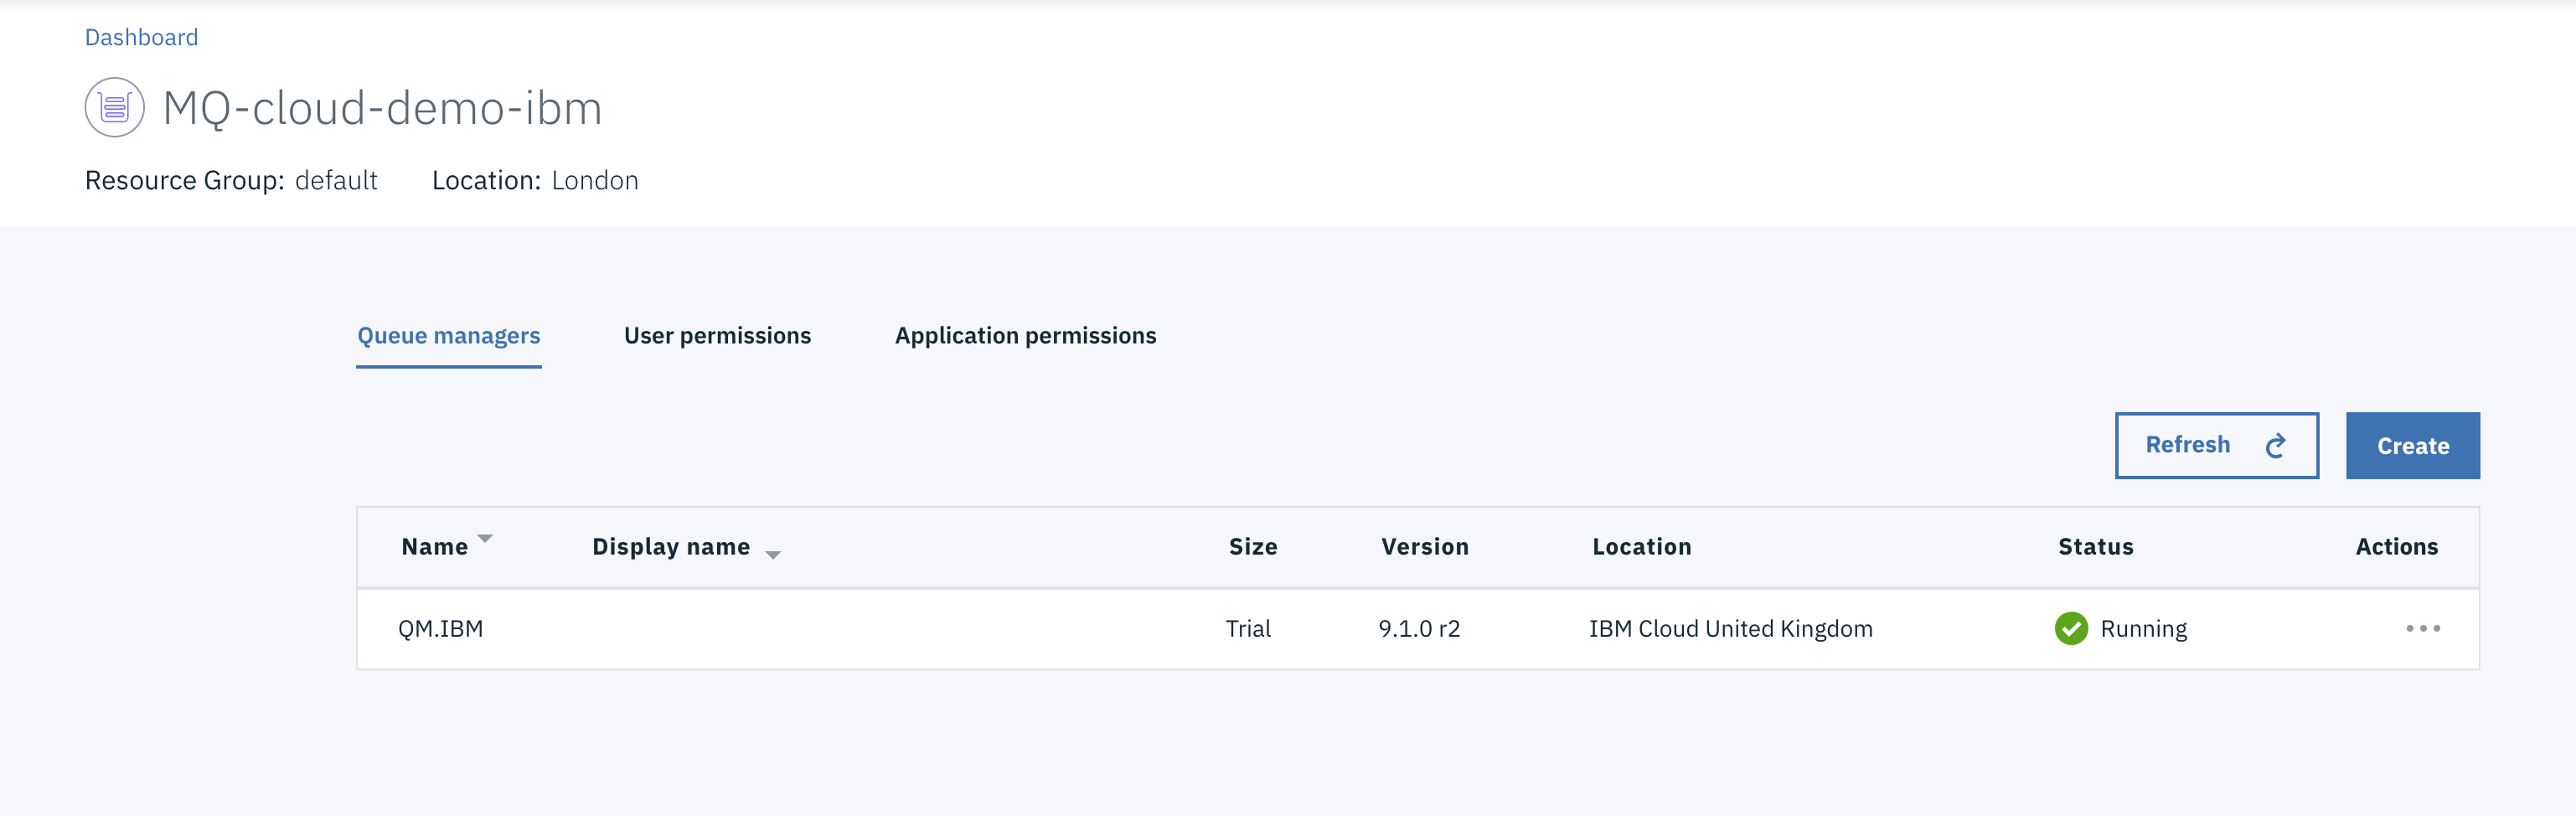 Dashboard
MQ-cloud-demo-ibm
Resource Group: default Location: London
Queue managers User permissions Application permissions
Refresh Create
Name Display name Size Version Location Status Actions
QM.IBM Trial 9.1.0 r2 IBM Cloud United Kingdom Running